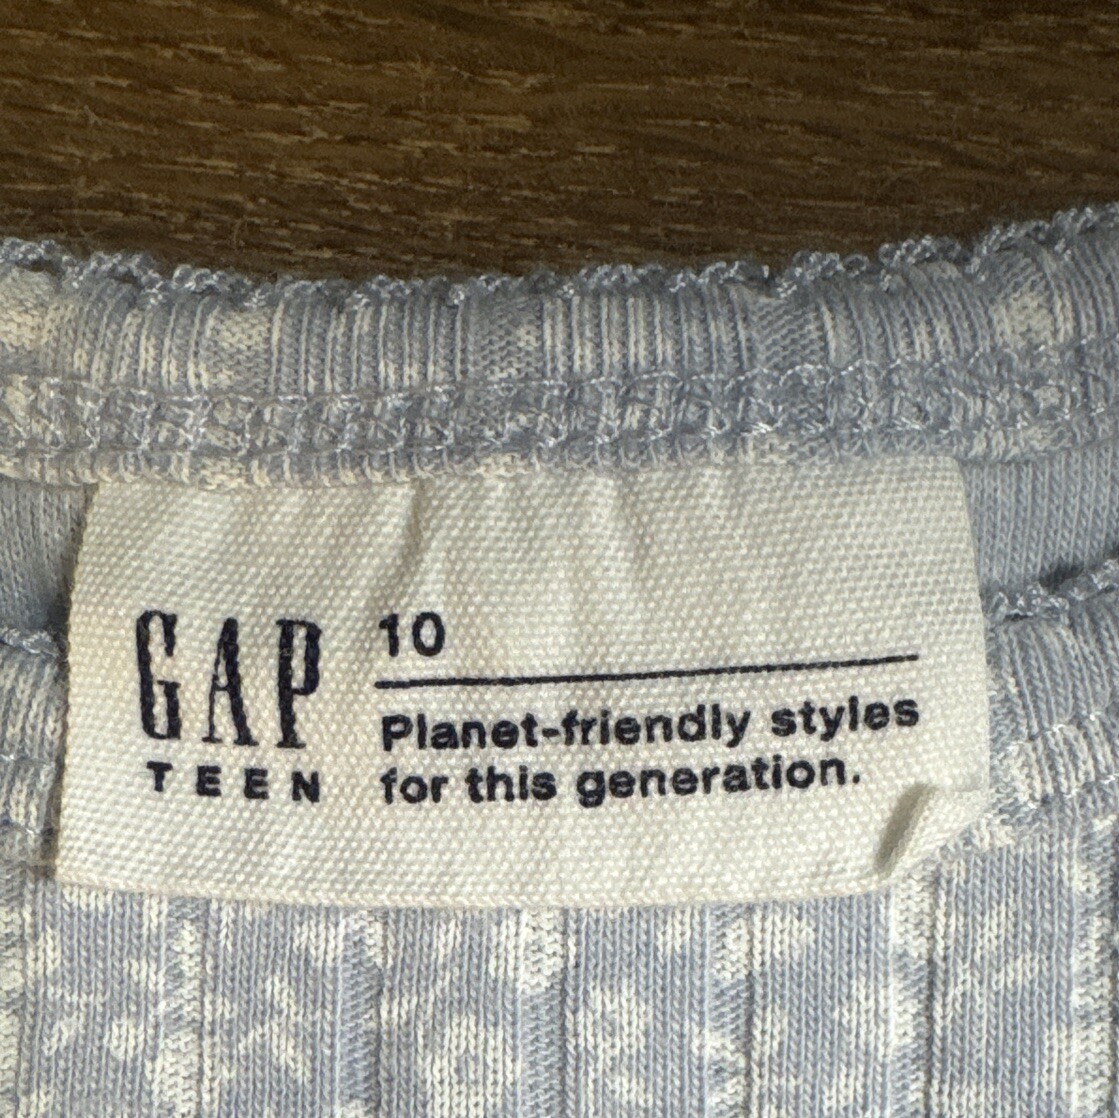 GAP
TEEN
10
Planet-friendly styles
for this generation.